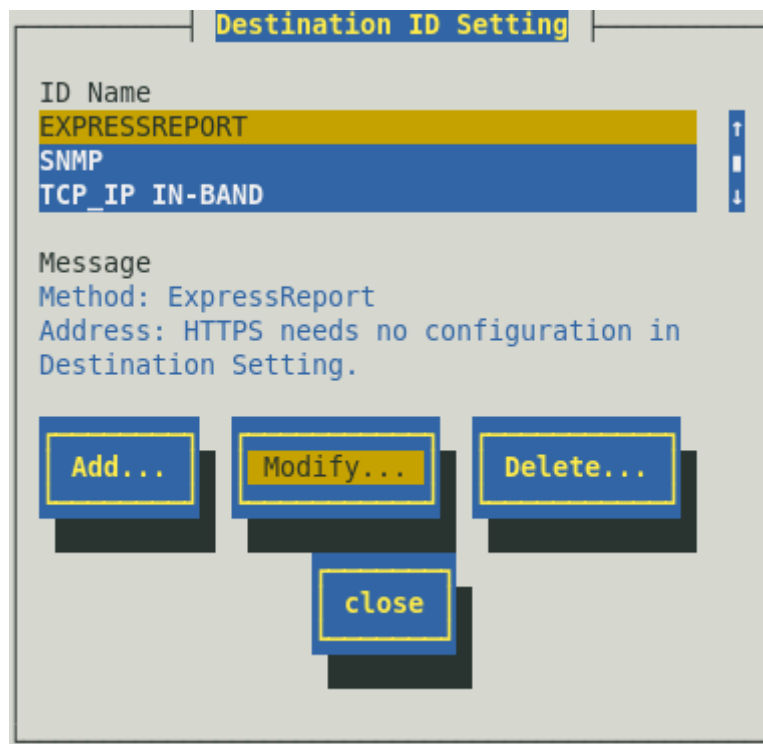 Destination ID Setting
ID Name
EXPRESSREPORT
SNMP
TCP_IP IN-BAND
Message
Method: ExpressReport
Address: HTTPS needs no configuration in
Destination Setting.
Add... Modify... Delete...
close